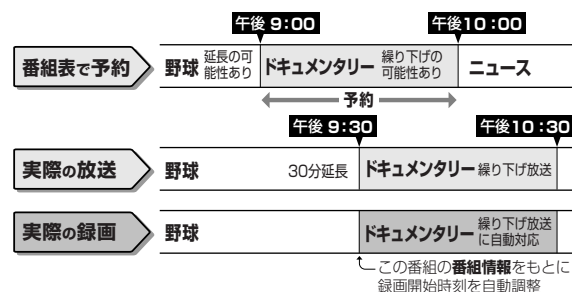 午後 9:00
午後10:00
番組表で予約
野球
延長の可
能性あり
ドキュメンタリー
繰り下げの
可能性あり
ニュース
予約
午後 9:30
午後10:30
実際の放送
野球
30分延長
ドキュメンタリー 繰り下げ放送
実際の録画
野球
ドキュメンタリー
繰り下げ放送
に自動対応
この番組の番組情報をもとに
録画開始時刻を自動調整